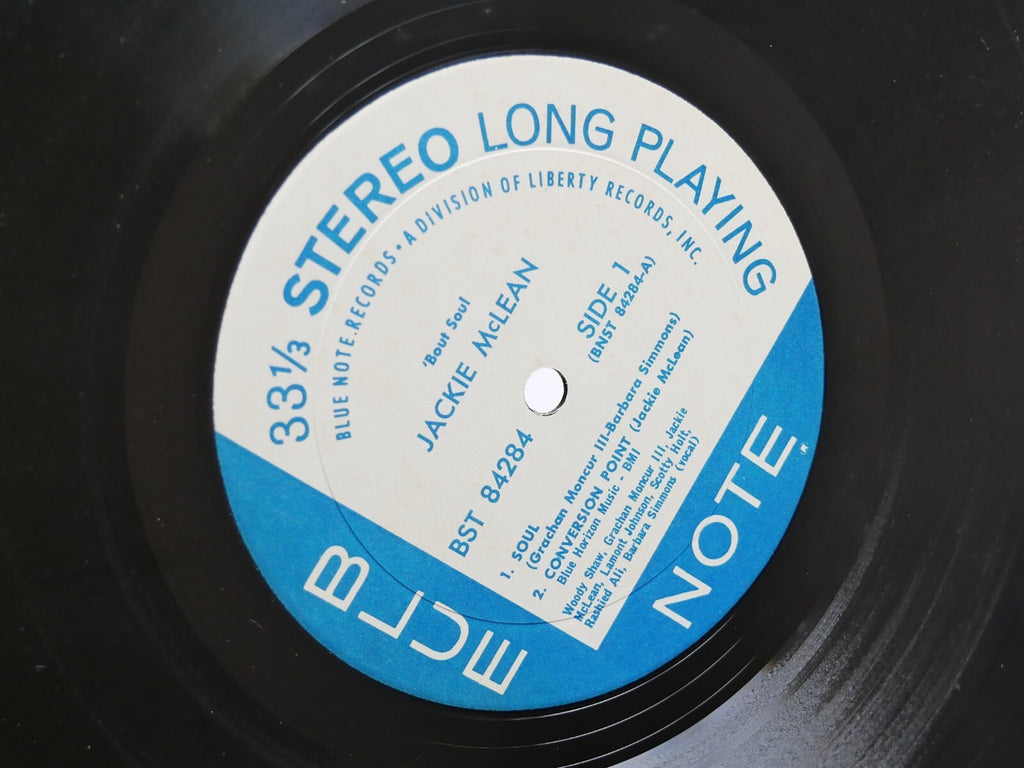 33⅓ STEREO LONG PLAYING
BLUE NOTE RECORDS • A DIVISION OF LIBERTY RECORDS, INC.
'Bout Soul
JACKIE McLEAN
BST 84284
SIDE 1
(BNST 84284-A)
1. SOUL
(Grachan Moncur III-Barbara Simmons)
2. CONVERSION POINT (Jackie McLean)
Blue Horizon Music - BMI
Woody Shaw, Grachan Moncur III, Jackie
McLean, Lamont Johnson, Scotty Holt,
Rashied Ali, Barbara Simmons (vocal)
BLUE NOTE